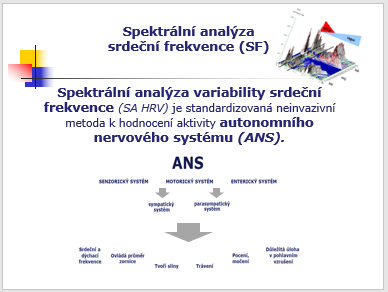 Spektrální analýza
srdeční frekvence (SF)
Spektrální analýza variability srdeční
frekvence (SA HRV) je standardizovaná neinvazivní
metoda k hodnocení aktivity autonomního
nervového systému (ANS).
ANS
SENZORICKÝ SYSTÉM MOTORICKÝ SYSTÉM ENTERICKÝ SYSTÉM
sympatický systém parasempatický systém
Srdeční a dýchací frekvence
Ovládá průměr zornice
Tvoří sliny
Trávení
Pocení, močení
Důležitá úloha v pohlavním vzrušení